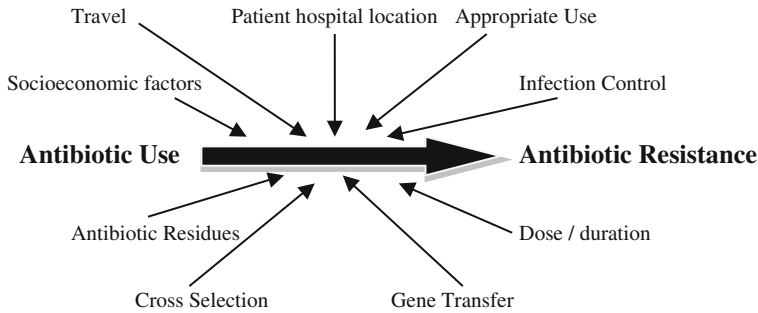 Travel Patient hospital location Appropriate Use
Socioeconomic factors Infection Control
Antibiotic Use Antibiotic Resistance
Antibiotic Residues Dose / duration
Cross Selection Gene Transfer